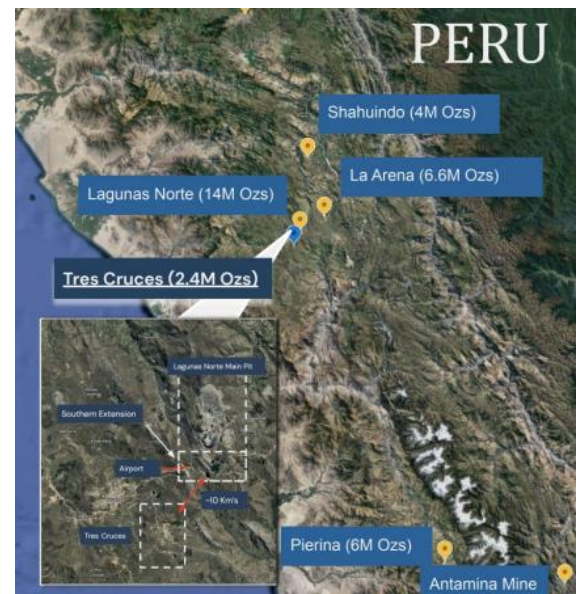 PERU
Shahuindo (4M Ozs)
La Arena (6.6M Ozs)
Lagunas Norte (14M Ozs)
Tres Cruces (2.4M Ozs)
Lagunas Norte Main Pit
Southern Extension
Airport
~10 Km's
Tres Cruces
Pierina (6M Ozs)
Antamina Mine